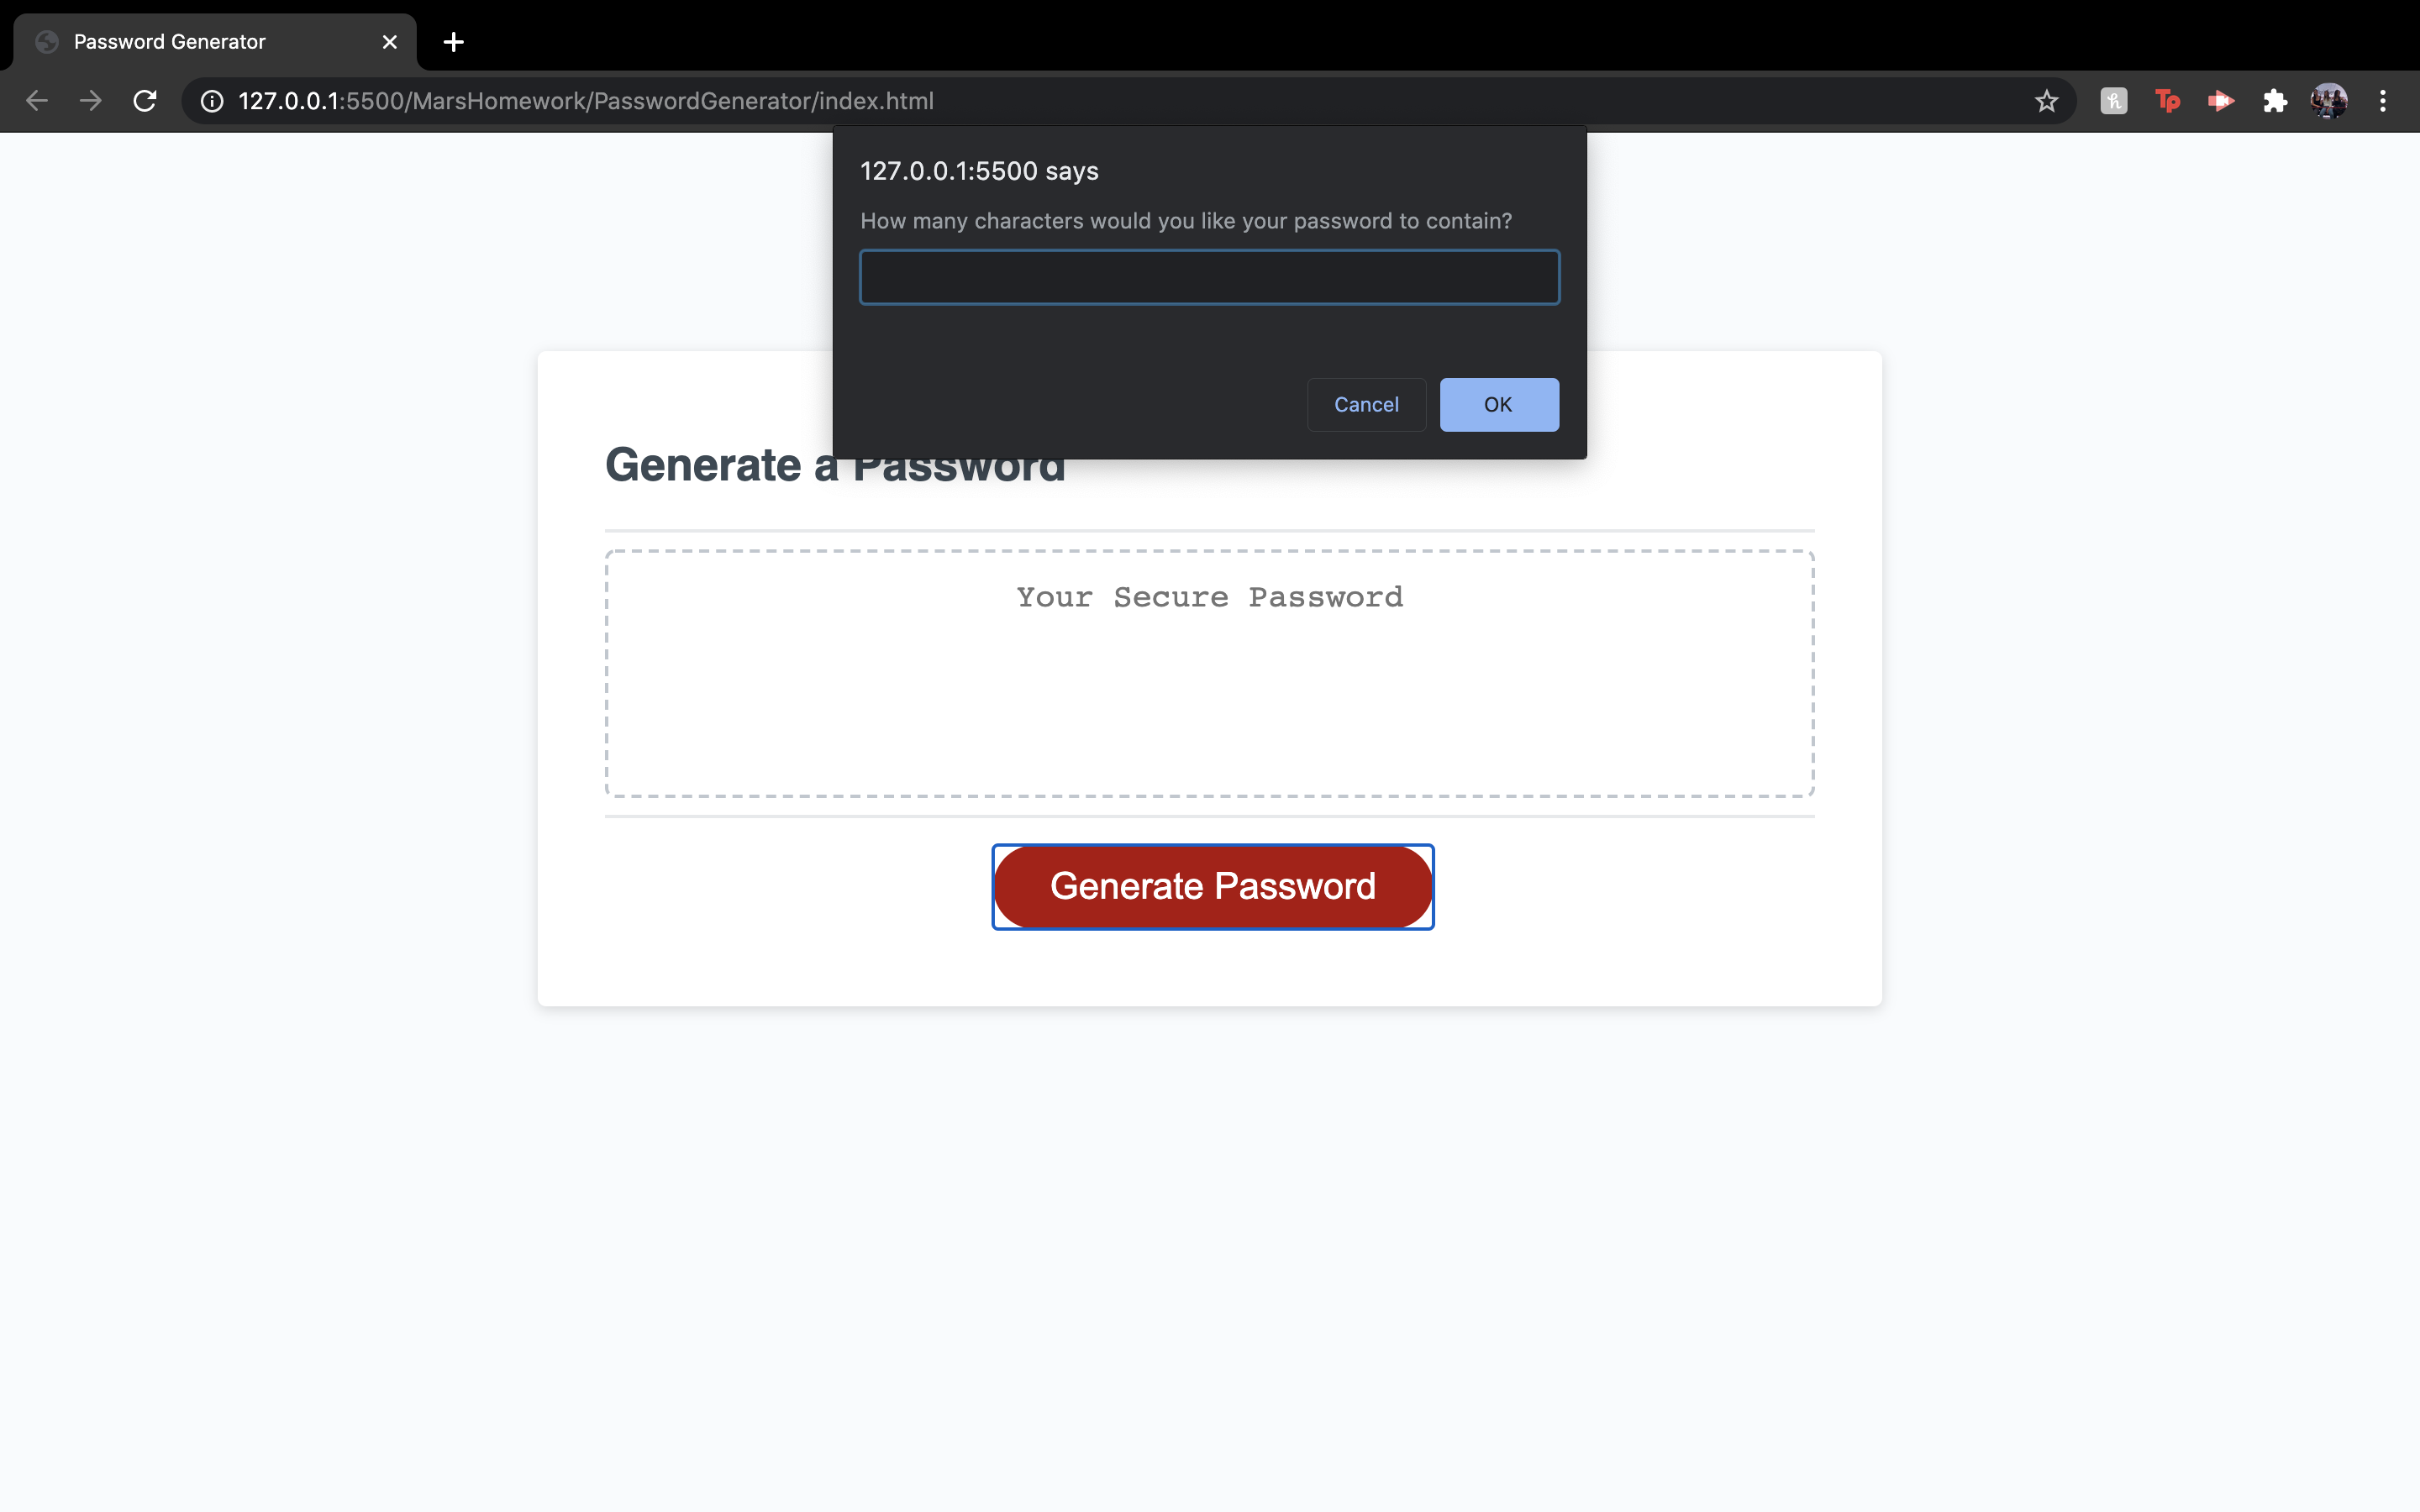 Password Generator
127.0.0.1:5500/MarsHomework/PasswordGenerator/index.html
Tp
127.0.0.1:5500 says
How many characters would you like your password to contain?
Cancel OK
Generate a Password
Your Secure Password
Generate Password